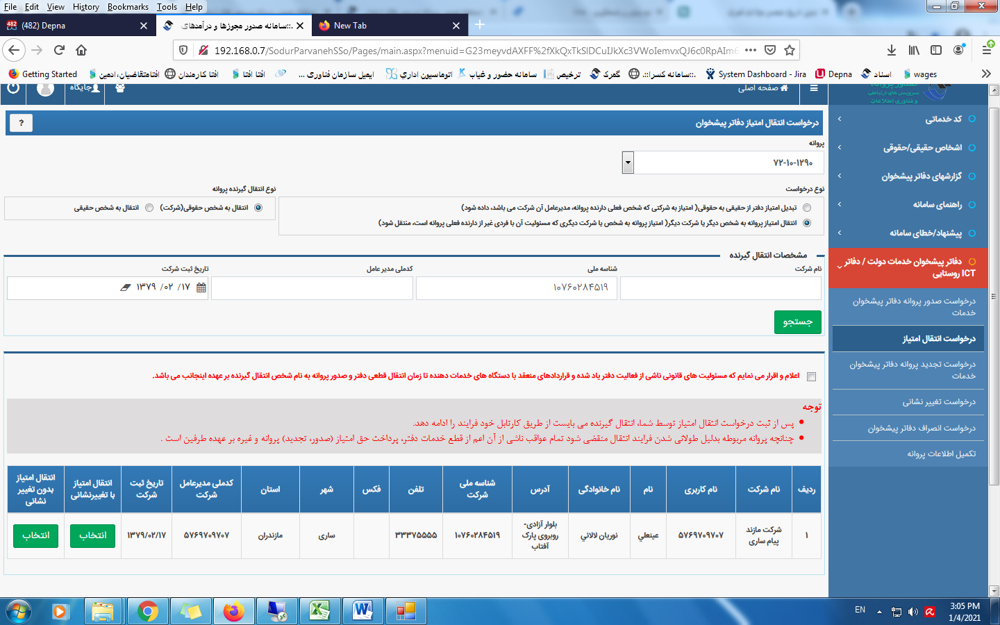 File Edit View History Bookmarks Tools Help
(482) Depna
سامانه صدور مجوزها و درآمدهای::.
New Tab
192.168.0.7/SodurParvanehSSo/Pages/main.aspx?menuid=G23meyvdAXFF%2fXkQxTkSlDCuIJkXc3VWoIemvxQJ6c0RpAIm6
Getting Started
افتامتقاضیان،ادمین
افتا کارمندان
افتا افتا
ایمیل سازمان فناوری ...
اتوماسیون اداري
سامانه حضور و غیاب
ترخیص
گمرک
.::سامانه کسرا::.
System Dashboard - Jira
Depna
اسناد
wages
جایگاه
صفحه اصلی
صدور پروانه
سرویس های ارتباطی
و فناوری اطلاعات
کد خدماتی
اشخاص حقیقی/حقوقی
گزارشهای دفاتر پیشخوان
راهنمای سامانه
پیشنهاد/خطای سامانه
دفاتر پیشخوان خدمات دولت / دفاتر
ICT روستایی
درخواست صدور پروانه دفاتر پیشخوان
خدمات
درخواست انتقال امتیاز
درخواست تجدید پروانه دفاتر پیشخوان
خدمات
درخواست تغییر نشانی
درخواست انصراف دفاتر پیشخوان
تکمیل اطلاعات پروانه
درخواست انتقال امتیاز دفاتر پیشخوان
?
پروانه
۷۲-۱۰-۱۲۹۰
نوع درخواست
تبدیل امتیاز دفتر از حقیقی به حقوقی( امتیاز به شرکتی که شخص فعلی دارنده پروانه، مدیرعامل آن شرکت می باشد، داده شود)
انتقال امتیاز پروانه به شخص دیگر یا شرکت دیگر( امتیاز پروانه به شخص یا شرکت دیگری که مسئولیت آن با فردی غیر از دارنده فعلی پروانه است، منتقل شود)
نوع انتقال گیرنده پروانه
انتقال به شخص حقوقی(شرکت)
انتقال به شخص حقیقی
مشخصات انتقال گیرنده
نام شرکت
شناسه ملی
کدملی مدیر عامل
تاریخ ثبت شرکت
۱۰۷۶۰۲۸۴۵۱۹
۱۳۷۹ /۰۲ /۱۷
جستجو
اعلام و اقرار می نمایم که مسئولیت های قانونی ناشی از فعالیت دفتر یاد شده و قراردادهای منعقد با دستگاه های خدمات دهنده تا زمان انتقال قطعی دفتر و صدور پروانه به نام شخص انتقال گیرنده بر عهده اینجانب می باشد.
توجه
پس از ثبت درخواست انتقال امتیاز توسط شما، انتقال گیرنده می بایست از طریق کارتابل خود فرایند را ادامه دهد.
چنانچه پروانه مربوطه بدلیل طولانی شدن فرایند انتقال منقضی شود تمام عواقب ناشی از آن اعم از قطع خدمات دفتر، پرداخت حق امتیاز (صدور، تجدید) پروانه و غیره بر عهده طرفین است .
ردیف
نام شرکت
نام کاربری
نام
نام خانوادگی
آدرس
شناسه ملی شرکت
تلفن
فکس
شهر
استان
کدملی مدیرعامل شرکت
تاریخ ثبت شرکت
انتقال امتیاز با تغییرنشانی
انتقال امتیاز بدون تغییر نشانی
۱
شرکت مازند پیام ساری
۵۷۶۹۷۰۹۷۰۷
عینعلي
نوریان لالائي
بلوار آزادی- روبروی پارک آفتاب
۱۰۷۶۰۲۸۴۵۱۹
۳۳۳۷۵۵۵۵
ساری
مازندران
۵۷۶۹۷۰۹۷۰۷
۱۳۷۹/۰۲/۱۷
انتخاب
انتخاب
EN
3:05 PM
1/4/2021